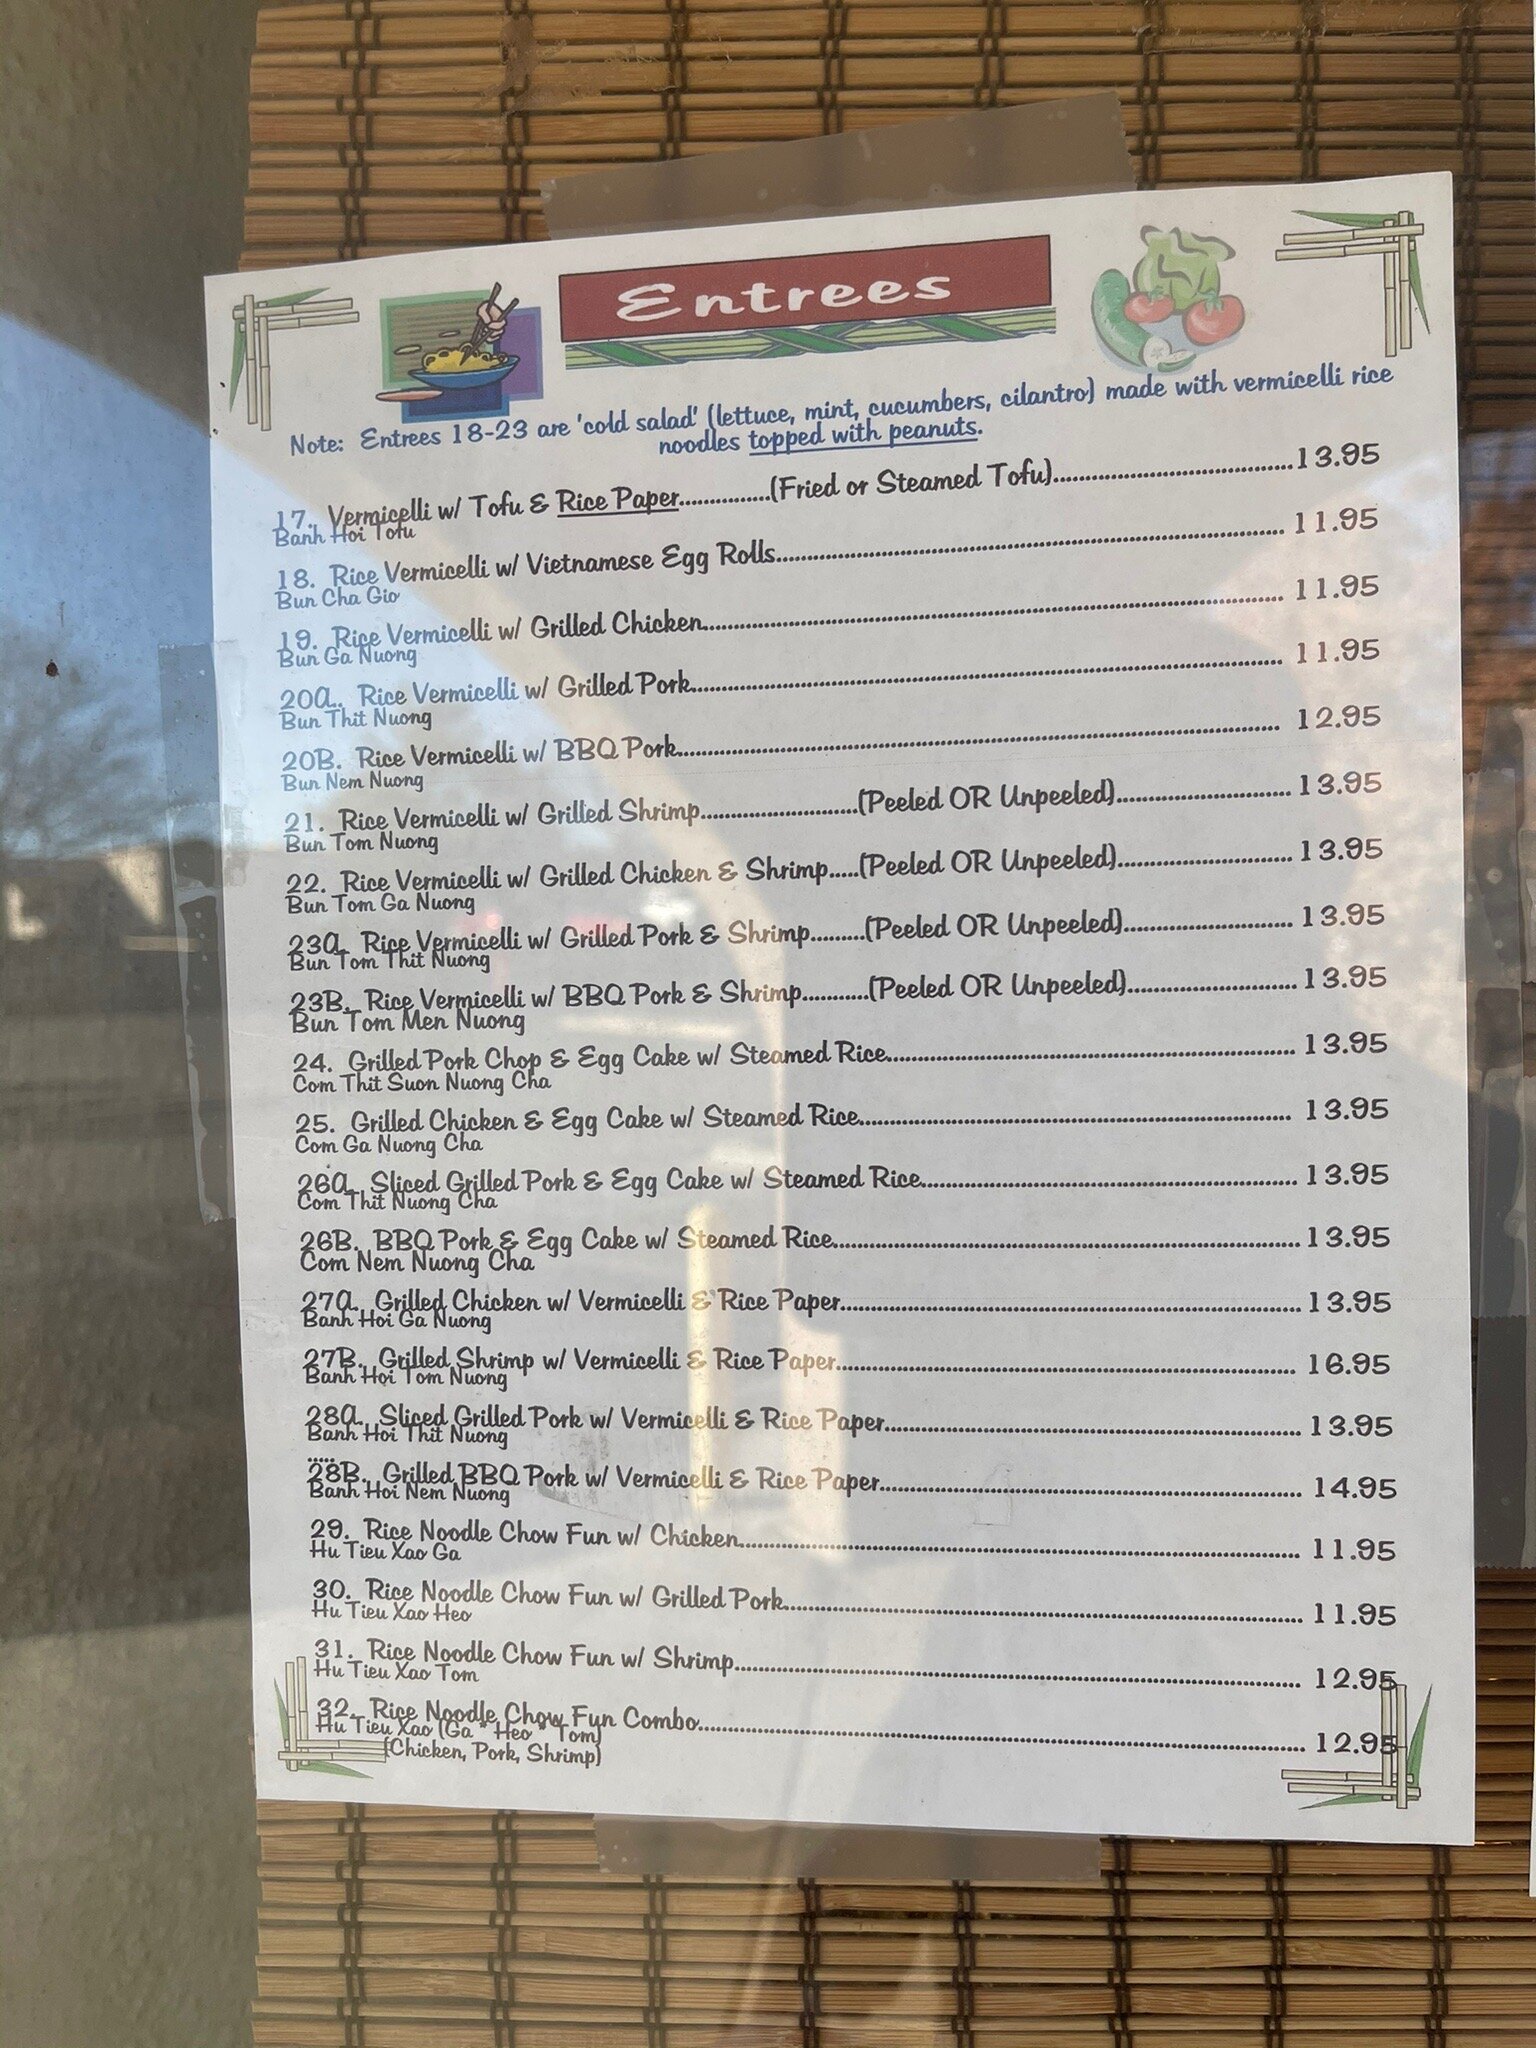 Entrees
Note: Entrees 18-23 are 'cold salad' (lettuce, mint, cucumbers, cilantro) made with vermicelli rice
noodles topped with peanuts.
17. Vermicelli w/ Tofu & Rice Paper..............(Fried or Steamed Tofu)....................................13.95
Banh Hoi Tofu
18. Rice Vermicelli w/ Vietnamese Egg Rolls.................................................................... 11.95
Bun Cha Gio
19. Rice Vermicelli w/ Grilled Chicken.................................................................... 11.95
Bun Ga Nuong
20A.. Rice Vermicelli w/ Grilled Pork.................................................................... 11.95
Bun Thit Nuong
20B. Rice Vermicelli w/ BBQ Pork.................................................................... 12.95
Bun Nem Nuong
21. Rice Vermicelli w/ Grilled Shrimp........................(Peeled OR Unpeeled)........................... 13.95
Bun Tom Nuong
22. Rice Vermicelli w/ Grilled Chicken & Shrimp.....(Peeled OR Unpeeled)........................... 13.95
Bun Tom Ga Nuong
23A. Rice Vermicelli w/ Grilled Pork & Shrimp.........(Peeled OR Unpeeled)........................... 13.95
Bun Tom Thit Nuong
23B. Rice Vermicelli w/ BBQ Pork & Shrimp...........(Peeled OR Unpeeled)...........................13.95
Bun Tom Men Nuong
24. Grilled Pork Chop & Egg Cake w/ Steamed Rice....................................................................13.95
Com Thit Suon Nuong Cha
25. Grilled Chicken & Egg Cake w/ Steamed Rice.................................................................... 13.95
Com Ga Nuong Cha
26A. Sliced Grilled Pork & Egg Cake w/ Steamed Rice.................................................................... 13.95
Com Thit Nuong Cha
26B. BBQ Pork & Egg Cake w/ Steamed Rice....................................................................13.95
Com Nem Nuong Cha
27A. Grilled Chicken w/ Vermicelli & Rice Paper....................................................................13.95
Banh Hoi Ga Nuong
27B. Grilled Shrimp w/ Vermicelli & Rice Paper.................................................................... 16.95
Banh Hoi Tom Nuong
28A. Sliced Grilled Pork w/ Vermicelli & Rice Paper.................................................................... 13.95
Banh Hoi Thit Nuong
.....
28B. Grilled BBQ Pork w/ Vermicelli & Rice Paper.................................................................... 14.95
Banh Hoi Nem Nuong
29. Rice Noodle Chow Fun w/ Chicken.................................................................... 11.95
Hu Tieu Xao Ga
30. Rice Noodle Chow Fun w/ Grilled Pork.................................................................... 11.95
Hu Tieu Xao Heo
31. Rice Noodle Chow Fun w/ Shrimp.................................................................... 12.95
Hu Tieu Xao Tom
32. Rice Noodle Chow Fun Combo.................................................................... 12.95
Hu Tieu Xao (Ga * Heo * Tom)
(Chicken, Pork, Shrimp)